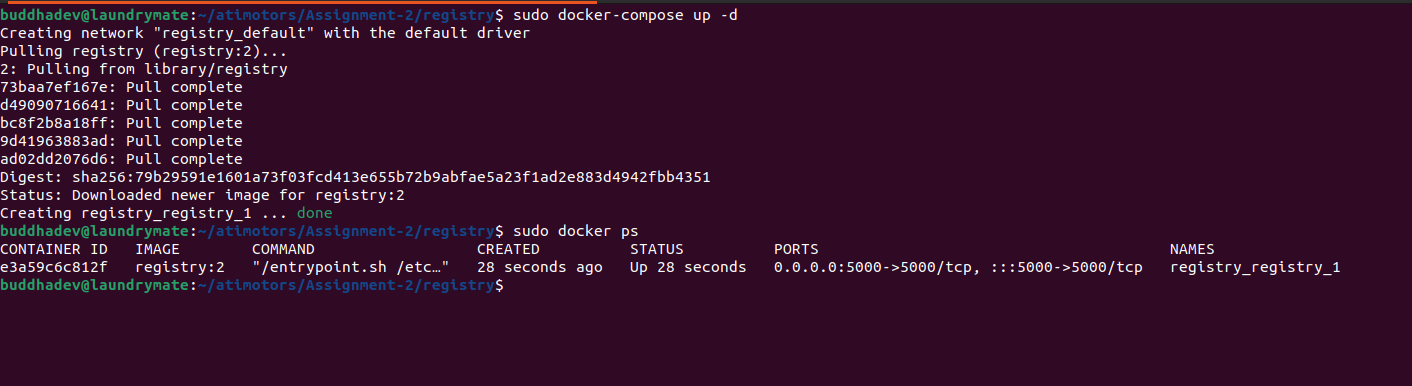 buddhadev@laundrymate:~/atimotors/Assignment-2/registry$ sudo docker-compose up -d
Creating network "registry_default" with the default driver
Pulling registry (registry:2)...
2: Pulling from library/registry
73baa7ef167e: Pull complete
d49090716641: Pull complete
bc8f2b8a18ff: Pull complete
9d41963883ad: Pull complete
ad02dd2076d6: Pull complete
Digest: sha256:79b29591e1601a73f03fcd413e655b72b9abfae5a23f1ad2e883d4942fbb4351
Status: Downloaded newer image for registry:2
Creating registry_registry_1 ... done
buddhadev@laundrymate:~/atimotors/Assignment-2/registry$ sudo docker ps
CONTAINER ID   IMAGE        COMMAND                  CREATED          STATUS          PORTS                                       NAMES
e3a59c6c812f   registry:2   "/entrypoint.sh /etc…"   28 seconds ago   Up 28 seconds   0.0.0.0:5000->5000/tcp, :::5000->5000/tcp   registry_registry_1
buddhadev@laundrymate:~/atimotors/Assignment-2/registry$